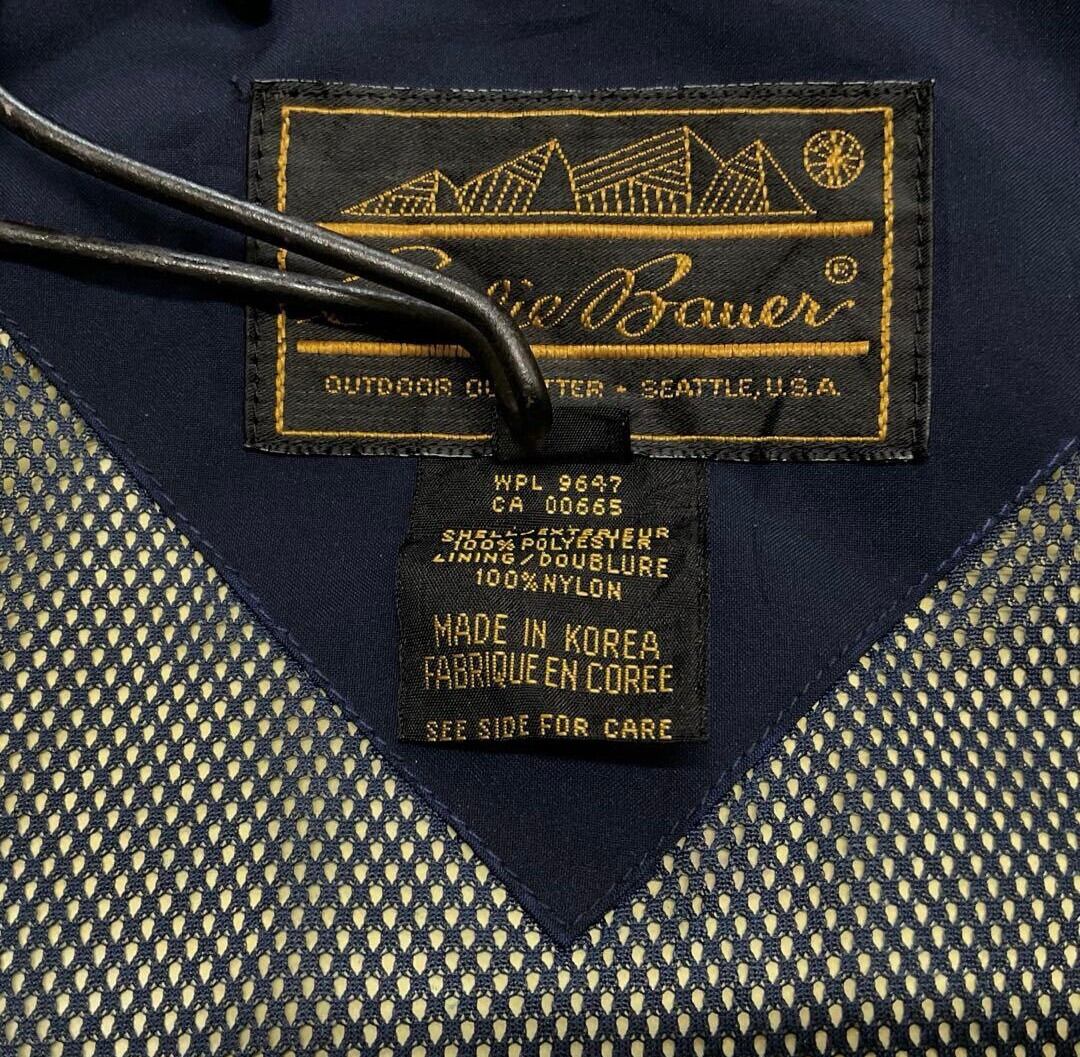 Bauer ®
OUTDOOR • SEATTLE, U.S.A.
WPL 9647
CA 00665
SHELL/EXTERIEUR
100% POLYESTER
LINING/DOUBLURE
100% NYLON
MADE IN KOREA
FABRIQUE EN COREE
SEE SIDE FOR CARE